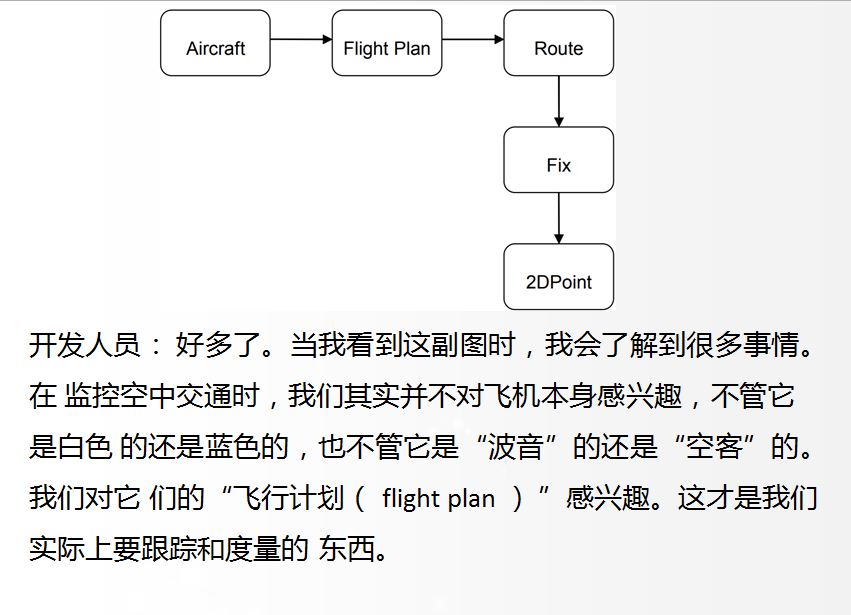 Aircraft
Flight Plan
Route
Fix
2DPoint
开发人员： 好多了。当我看到这副图时，我会了解到很多事情。
在 监控空中交通时，我们其实并不对飞机本身感兴趣，不管它
是白色 的还是蓝色的，也不管它是“波音”的还是“空客”的。
我们对它 们的“飞行计划（ flight plan ）”感兴趣。这才是我们
实际上要跟踪和度量的 东西。